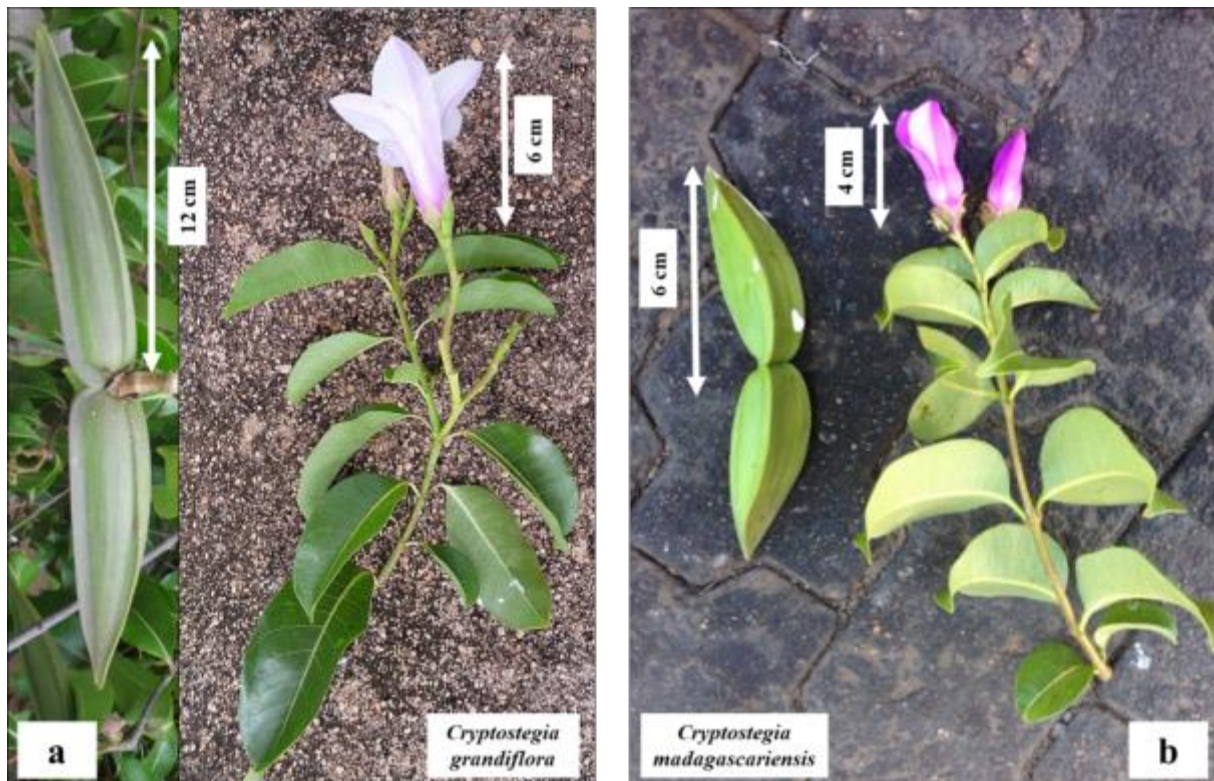 12 cm
6 cm
a
Cryptostegia
grandiflora
4 cm
6 cm
Cryptostegia
madagascariensis
b